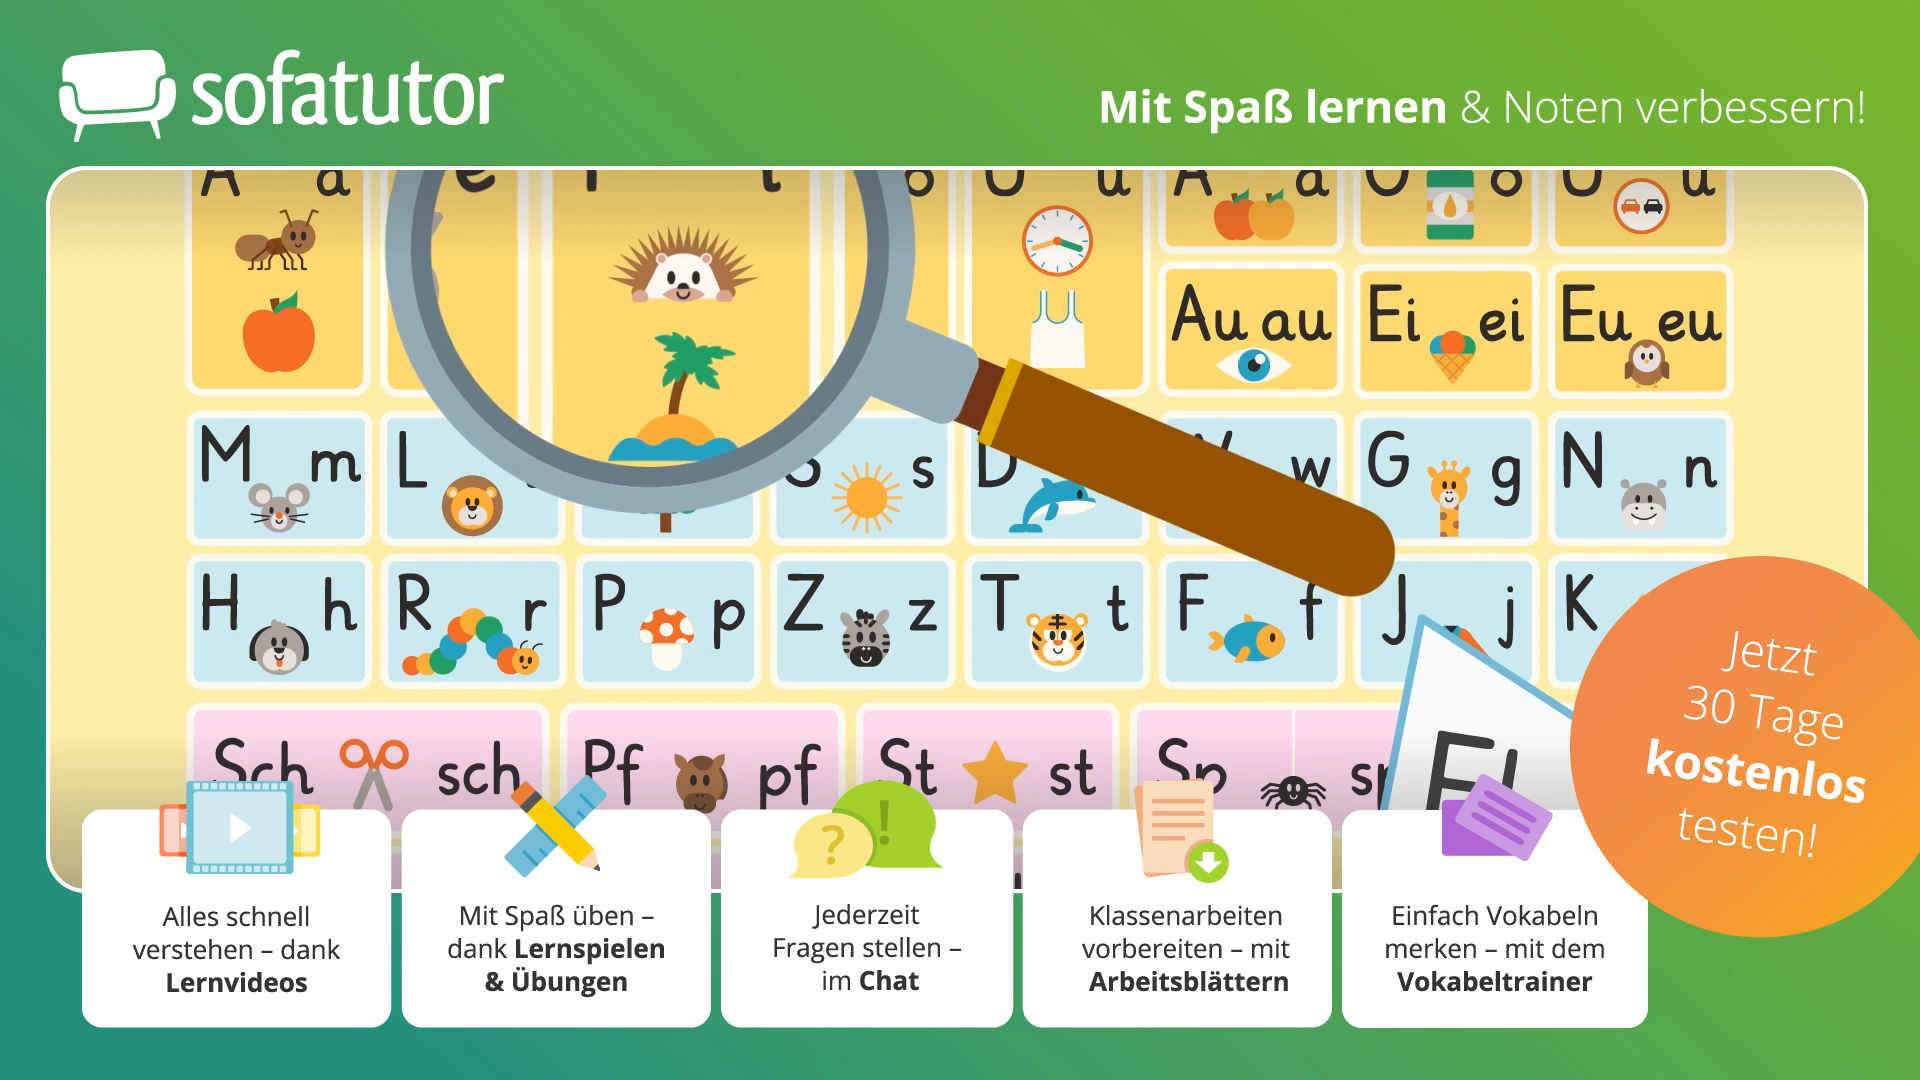 sofatutor
Mit Spaß lernen & Noten verbessern!
Au au
Ei ei
Eu eu
M m
L
s
D
w
G g
N n
H h
R r
P p
Z z
T t
F f
J j
K
Sch sch
Pf pf
St st
Sp
?
!
Jetzt
30 Tage
kostenlos
testen!
Alles schnell
verstehen – dank
Lernvideos
Mit Spaß üben –
dank Lernspielen
& Übungen
Jederzeit
Fragen stellen –
im Chat
Klassenarbeiten
vorbereiten – mit
Arbeitsblättern
Einfach Vokabeln
merken – mit dem
Vokabeltrainer